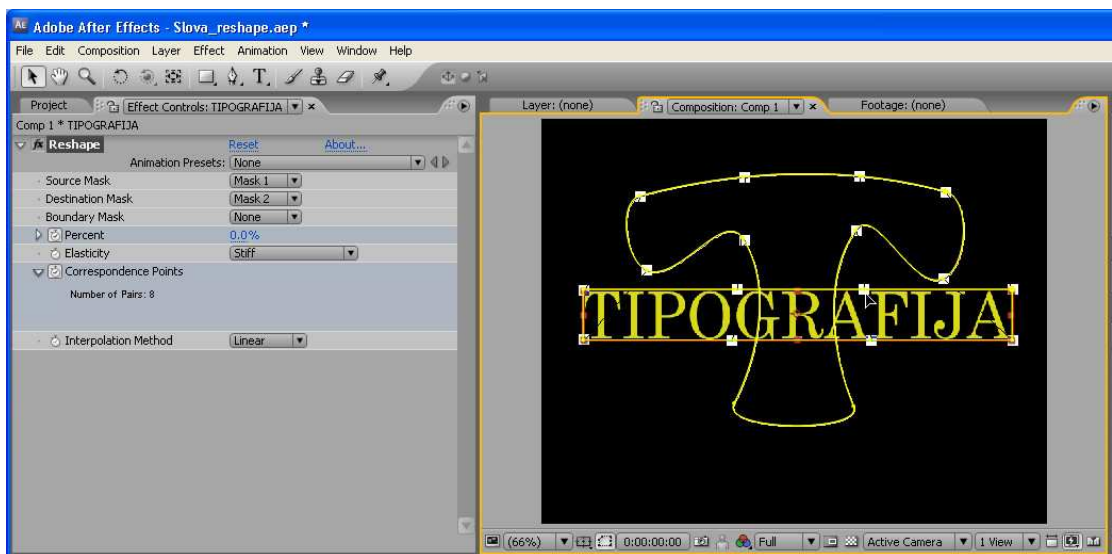 Adobe After Effects - Slova_reshape.aep *
File Edit Composition Layer Effect Animation View Window Help
Project Effect Controls: TIPOGRAFIJA
Layer: (none) Composition: Comp 1 Footage: (none)
Comp 1 * TIPOGRAFIJA
fx Reshape Reset About...
Animation Presets: None
Source Mask Mask 1
Destination Mask Mask 2
Boundary Mask None
Percent 0.0%
Elasticity Stiff
Correspondence Points
Number of Pairs: 8
Interpolation Method Linear
TIPOGRAFIJA
(66%) 0:00:00:00 Full Active Camera 1 View